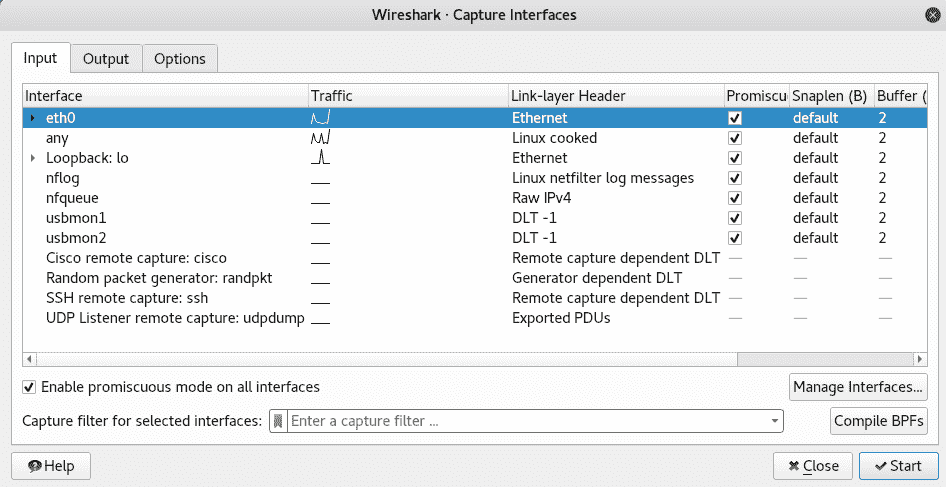 Wireshark · Capture Interfaces
Input Output Options
Interface Traffic Link-layer Header Promiscu Snaplen (B) Buffer (
eth0 Ethernet default 2
any Linux cooked default 2
Loopback: lo Ethernet default 2
nflog Linux netfilter log messages default 2
nfqueue Raw IPv4 default 2
usbmon1 DLT -1 default 2
usbmon2 DLT -1 default 2
Cisco remote capture: cisco Remote capture dependent DLT — — —
Random packet generator: randpkt Generator dependent DLT — — —
SSH remote capture: ssh Remote capture dependent DLT — — —
UDP Listener remote capture: udpdump Exported PDUs — — —
Enable promiscuous mode on all interfaces Manage Interfaces...
Capture filter for selected interfaces: Enter a capture filter ... Compile BPFs
Help Close Start